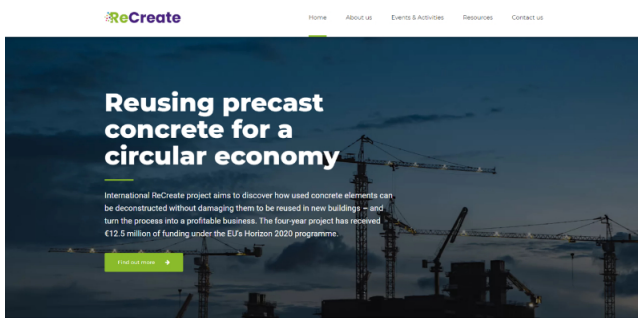 ReCreate
Home About us Events & Activities Resources Contact us
Reusing precast
concrete for a
circular economy
International ReCreate project aims to discover how used concrete elements can
be deconstructed without damaging them to be reused in new buildings – and
turn the process into a profitable business. The four-year project has received
€12.5 million of funding under the EU's Horizon 2020 programme.
Find out more